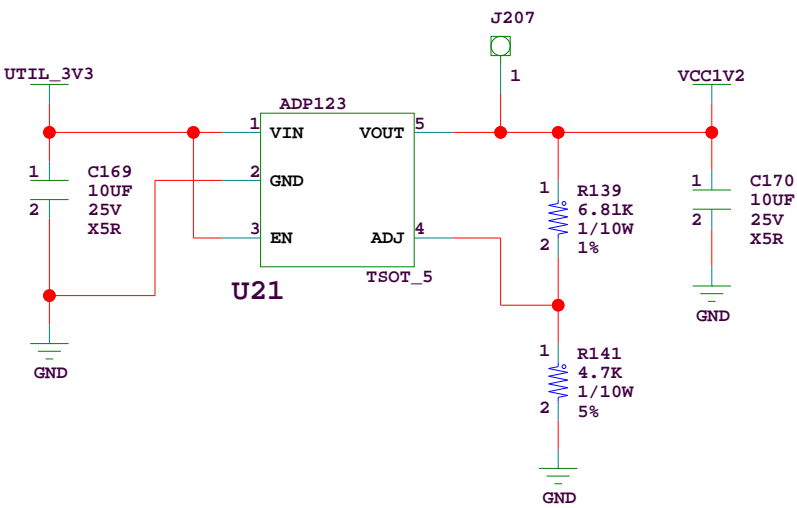 J207
1
UTIL_3V3
VCC1V2
ADP123
1 VIN VOUT 5
2 GND
3 EN ADJ 4
U21
TSOT_5
1 C169
10UF
2 25V
X5R
GND
1 R139
6.81K
1/10W
2 1%
1 C170
10UF
2 25V
X5R
GND
1 R141
4.7K
1/10W
2 5%
GND